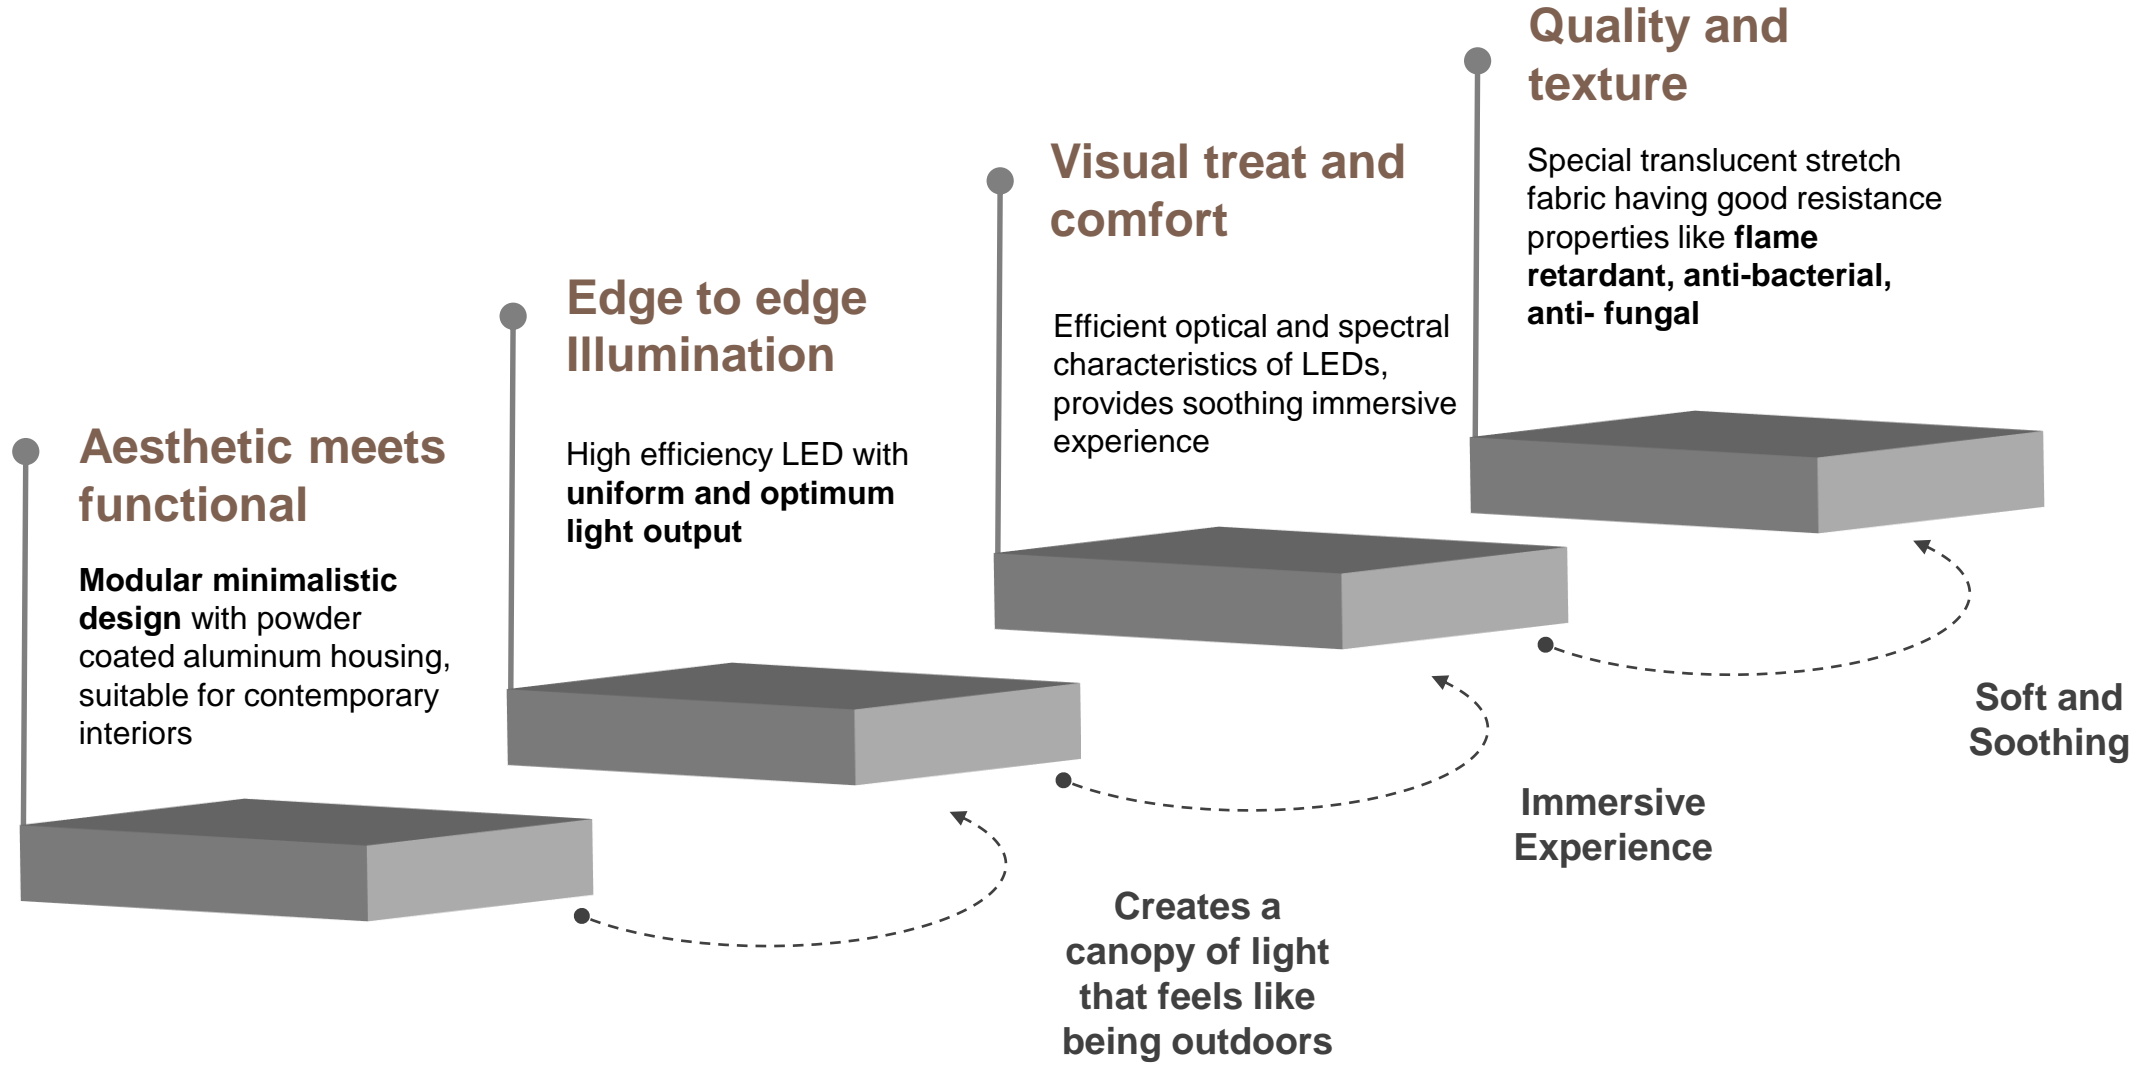 Quality and
texture
Special translucent stretch
fabric having good resistance
properties like flame
retardant, anti-bacterial,
anti- fungal
Visual treat and
comfort
Efficient optical and spectral
characteristics of LEDs,
provides soothing immersive
experience
Edge to edge
Illumination
High efficiency LED with
uniform and optimum
light output
Aesthetic meets
functional
Modular minimalistic
design with powder
coated aluminum housing,
suitable for contemporary
interiors
Soft and
Soothing
Immersive
Experience
Creates a
canopy of light
that feels like
being outdoors